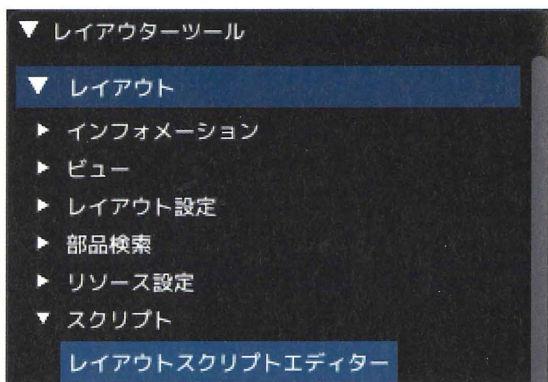 ▼ レイアウターツール
▼ レイアウト
▶ インフォメーション
▶ ビュー
▶ レイアウト設定
▶ 部品検索
▶ リソース設定
▼ スクリプト
レイアウトスクリプトエディター